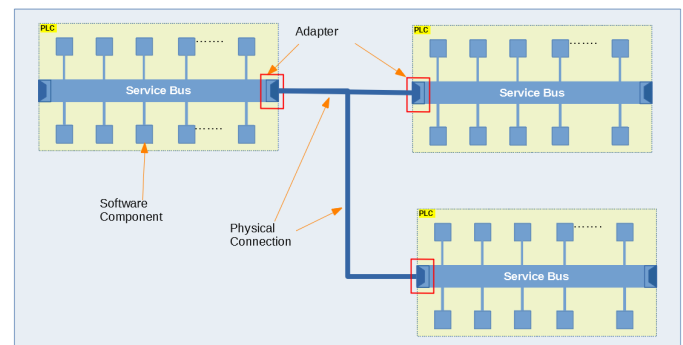 PLC
Adapter
PLC
Service Bus
Service Bus
Software
Component
Physical
Connection
PLC
Service Bus